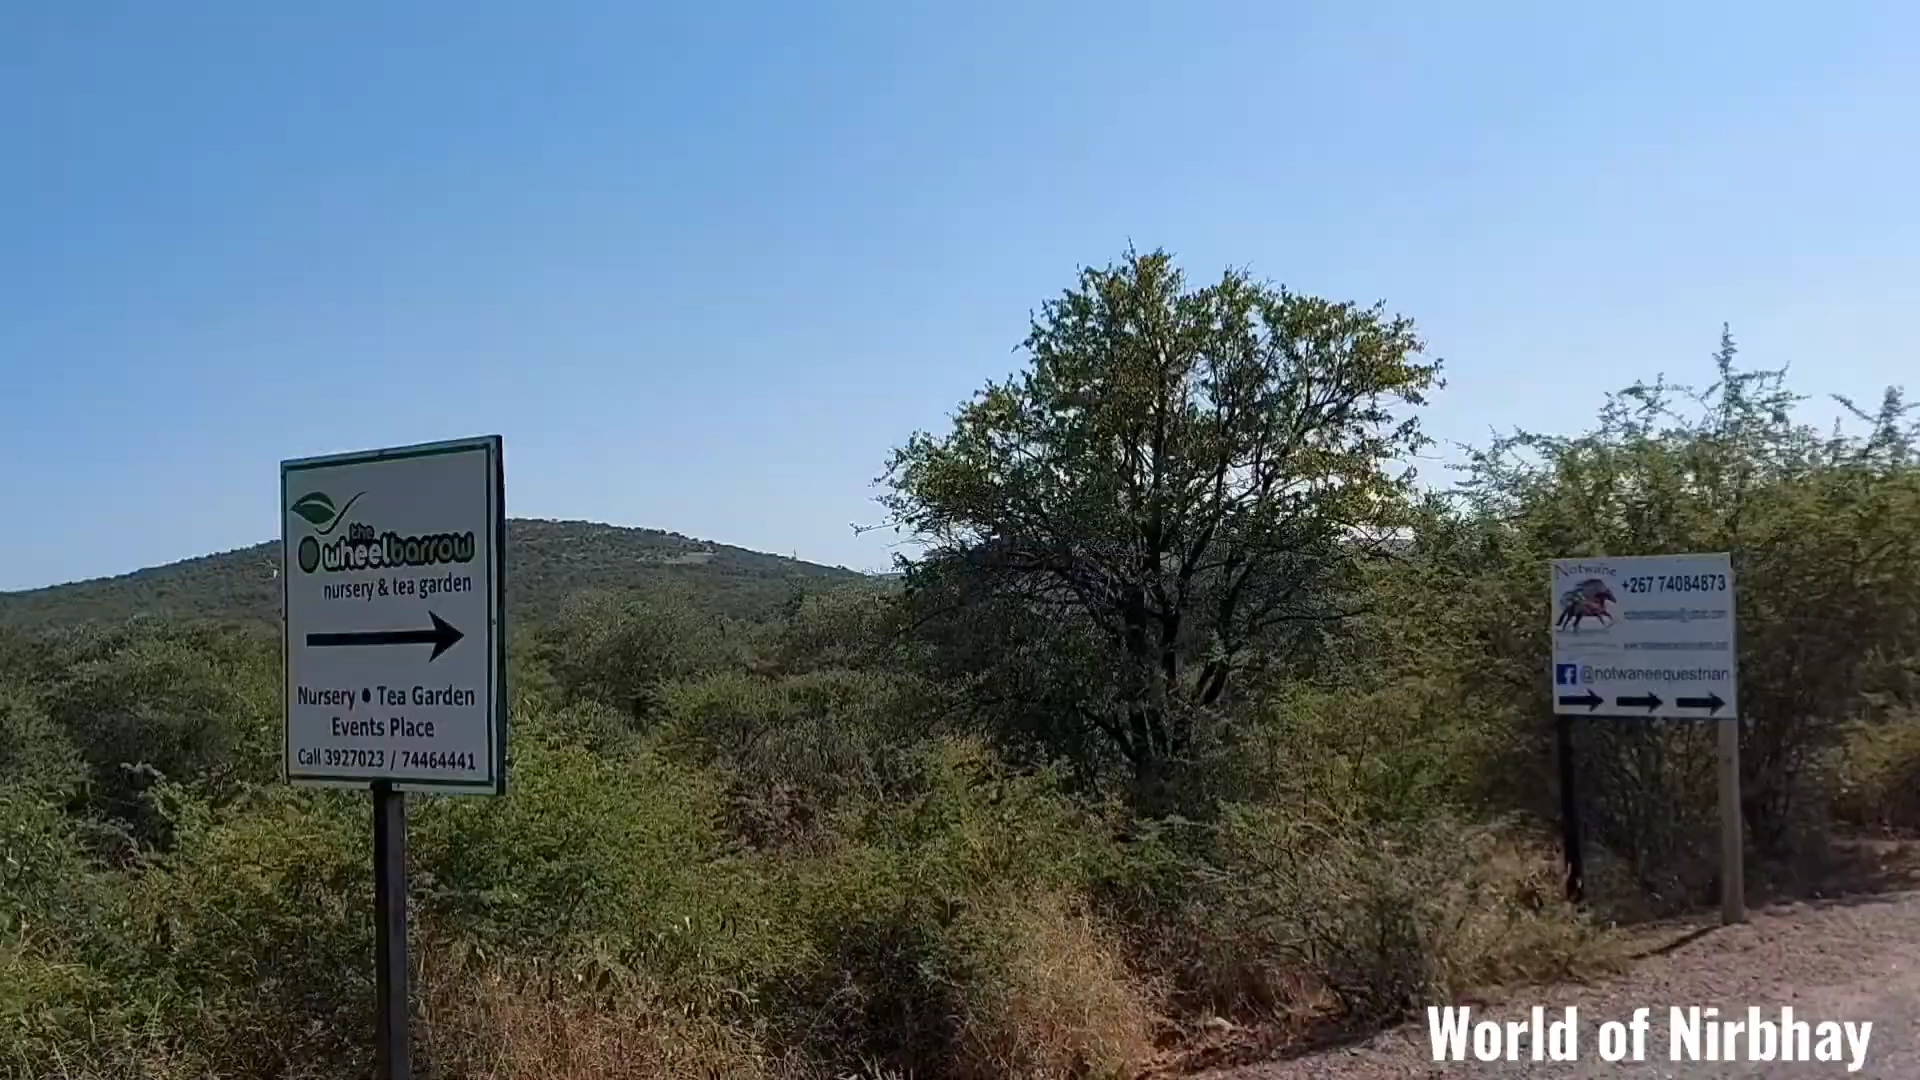 the
wheelbarrow
nursery & tea garden
Nursery • Tea Garden
Events Place
Call 3927023 / 74464441
Notwane
+267 74084873
@notwaneequestrian
World of Nirbhay